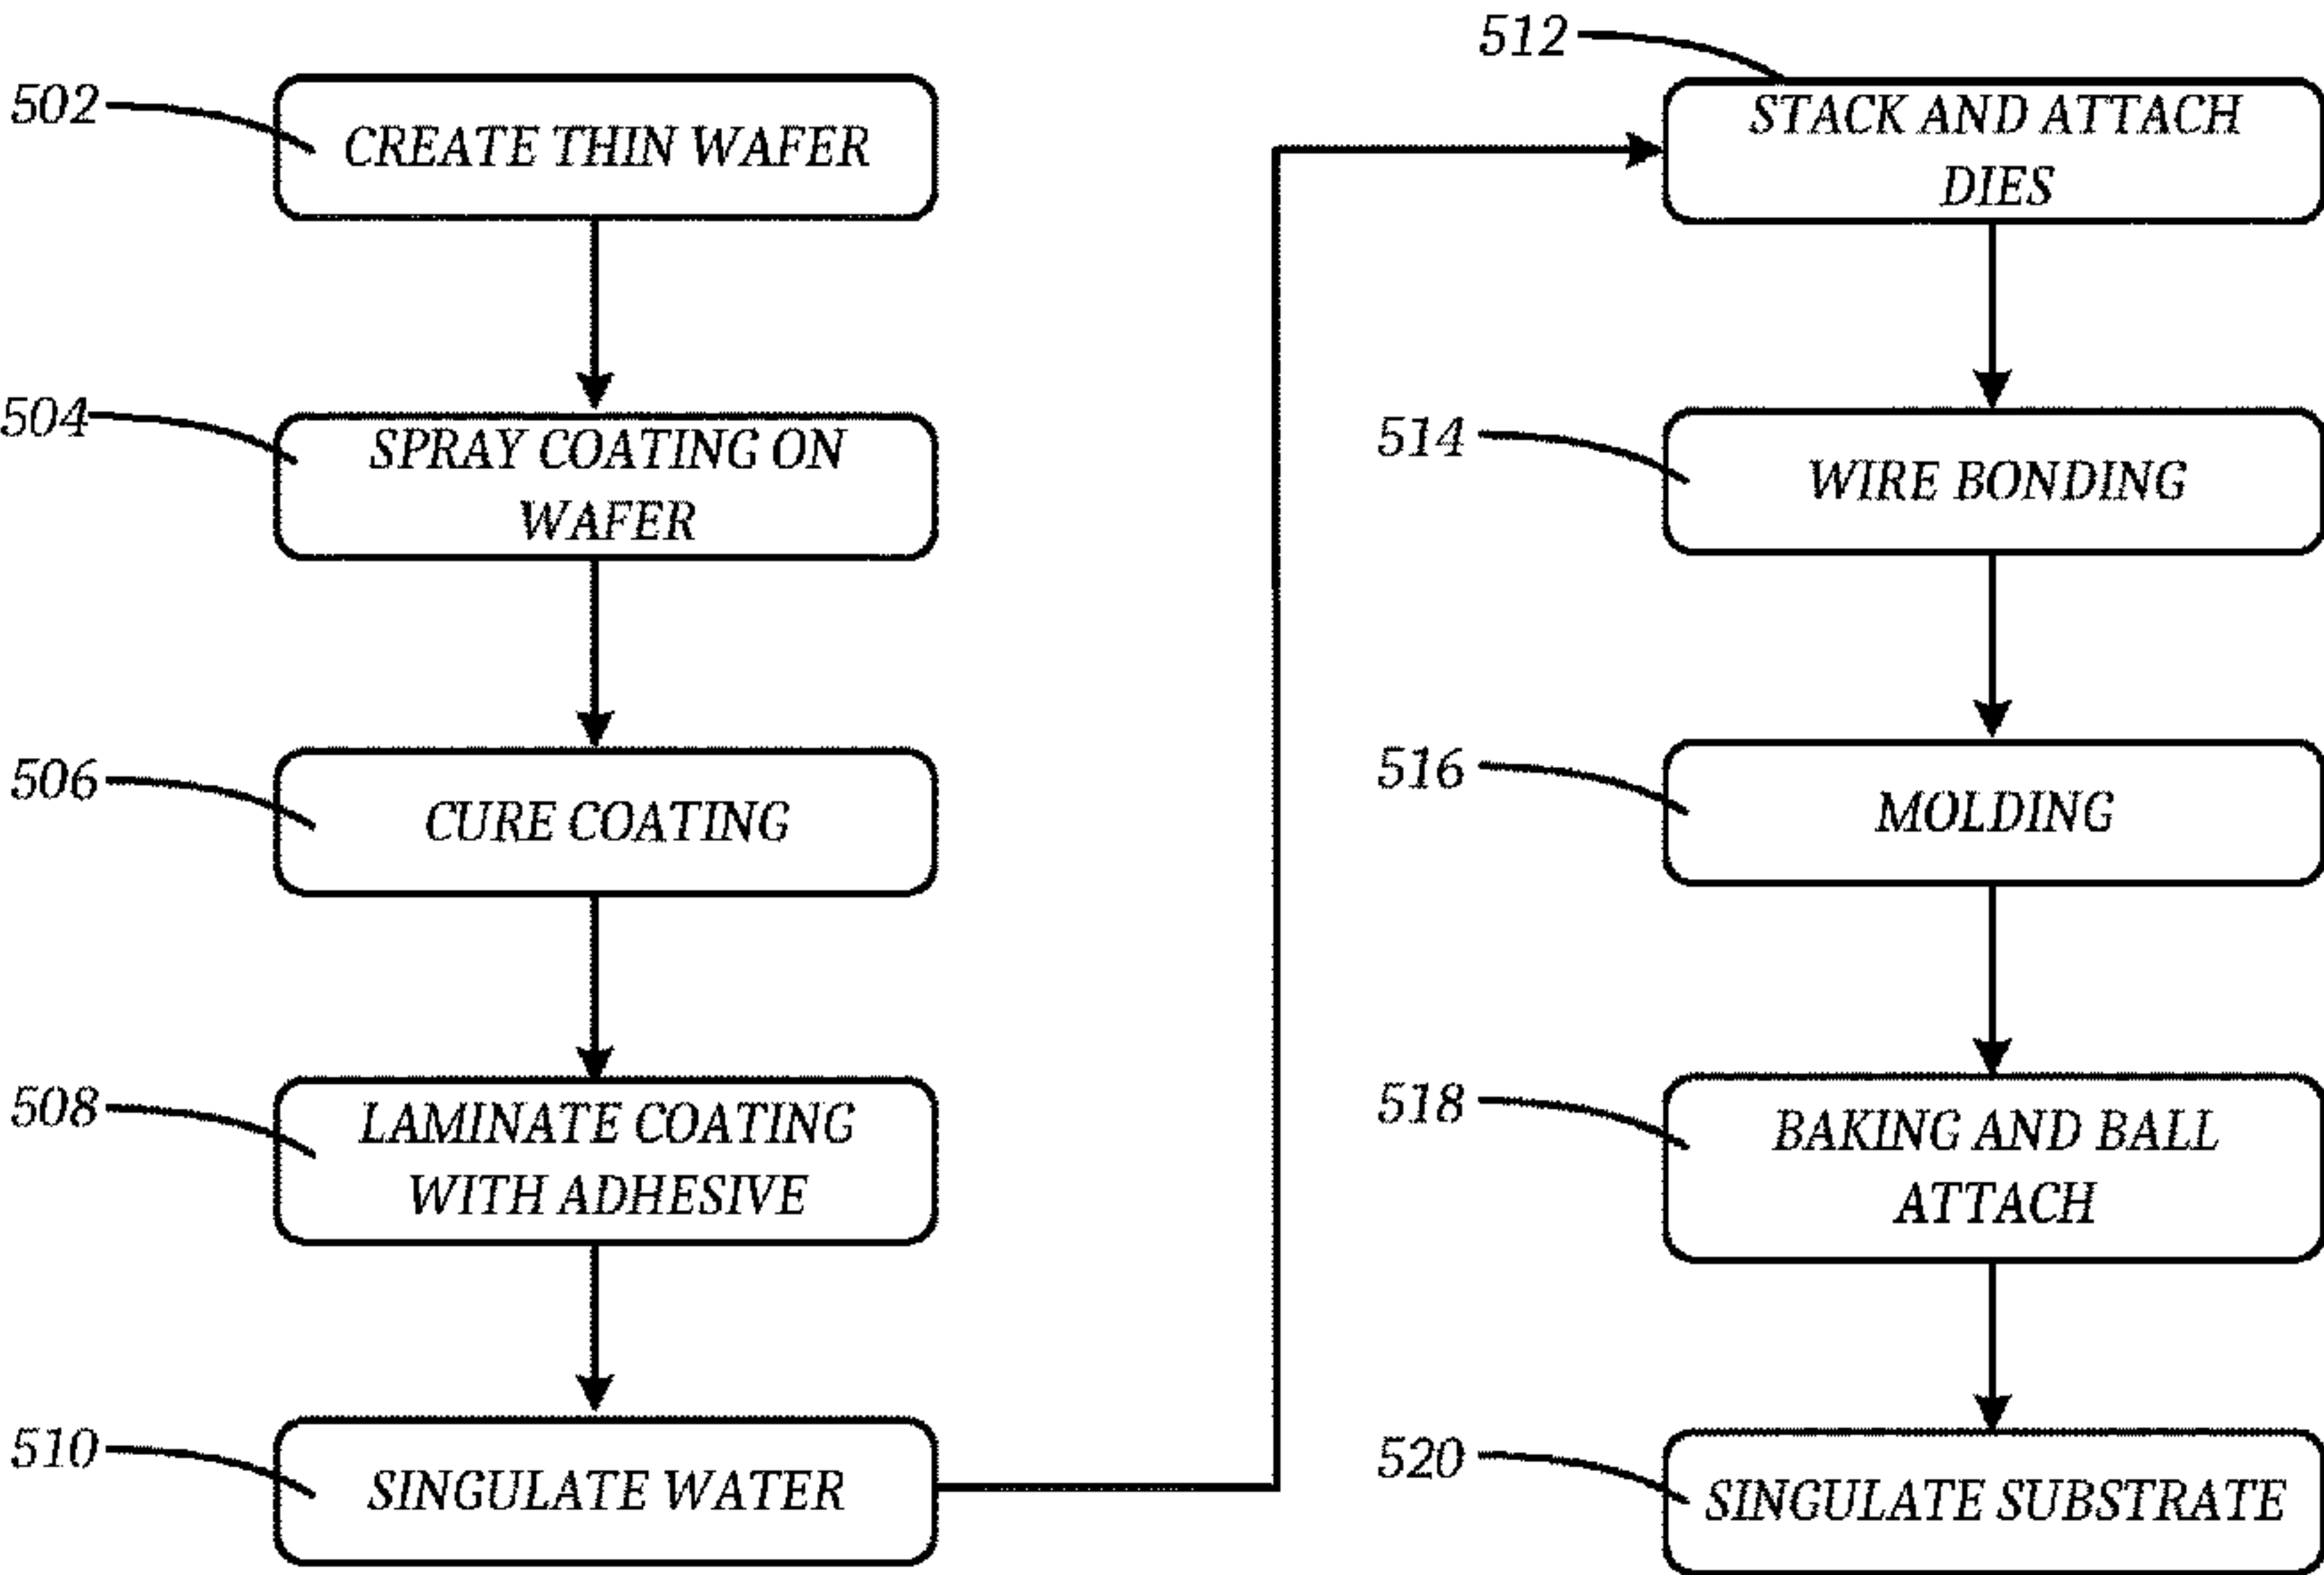 502
CREATE THIN WAFER
504
SPRAY COATING ON
WAFER
506
CURE COATING
508
LAMINATE COATING
WITH ADHESIVE
510
SINGULATE WATER
512
STACK AND ATTACH
DIES
514
WIRE BONDING
516
MOLDING
518
BAKING AND BALL
ATTACH
520
SINGULATE SUBSTRATE